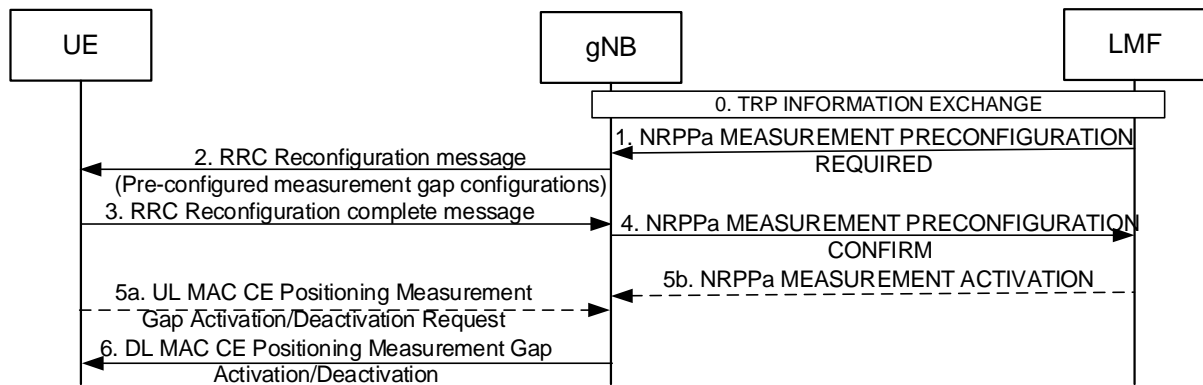 UE
gNB
LMF
0. TRP INFORMATION EXCHANGE
1. NRPPa MEASUREMENT PRECONFIGURATION
REQUIRED
2. RRC Reconfiguration message
(Pre-configured measurement gap configurations)
3. RRC Reconfiguration complete message
4. NRPPa MEASUREMENT PRECONFIGURATION
CONFIRM
5a. UL MAC CE Positioning Measurement
Gap Activation/Deactivation Request
5b. NRPPa MEASUREMENT ACTIVATION
6. DL MAC CE Positioning Measurement Gap
Activation/Deactivation